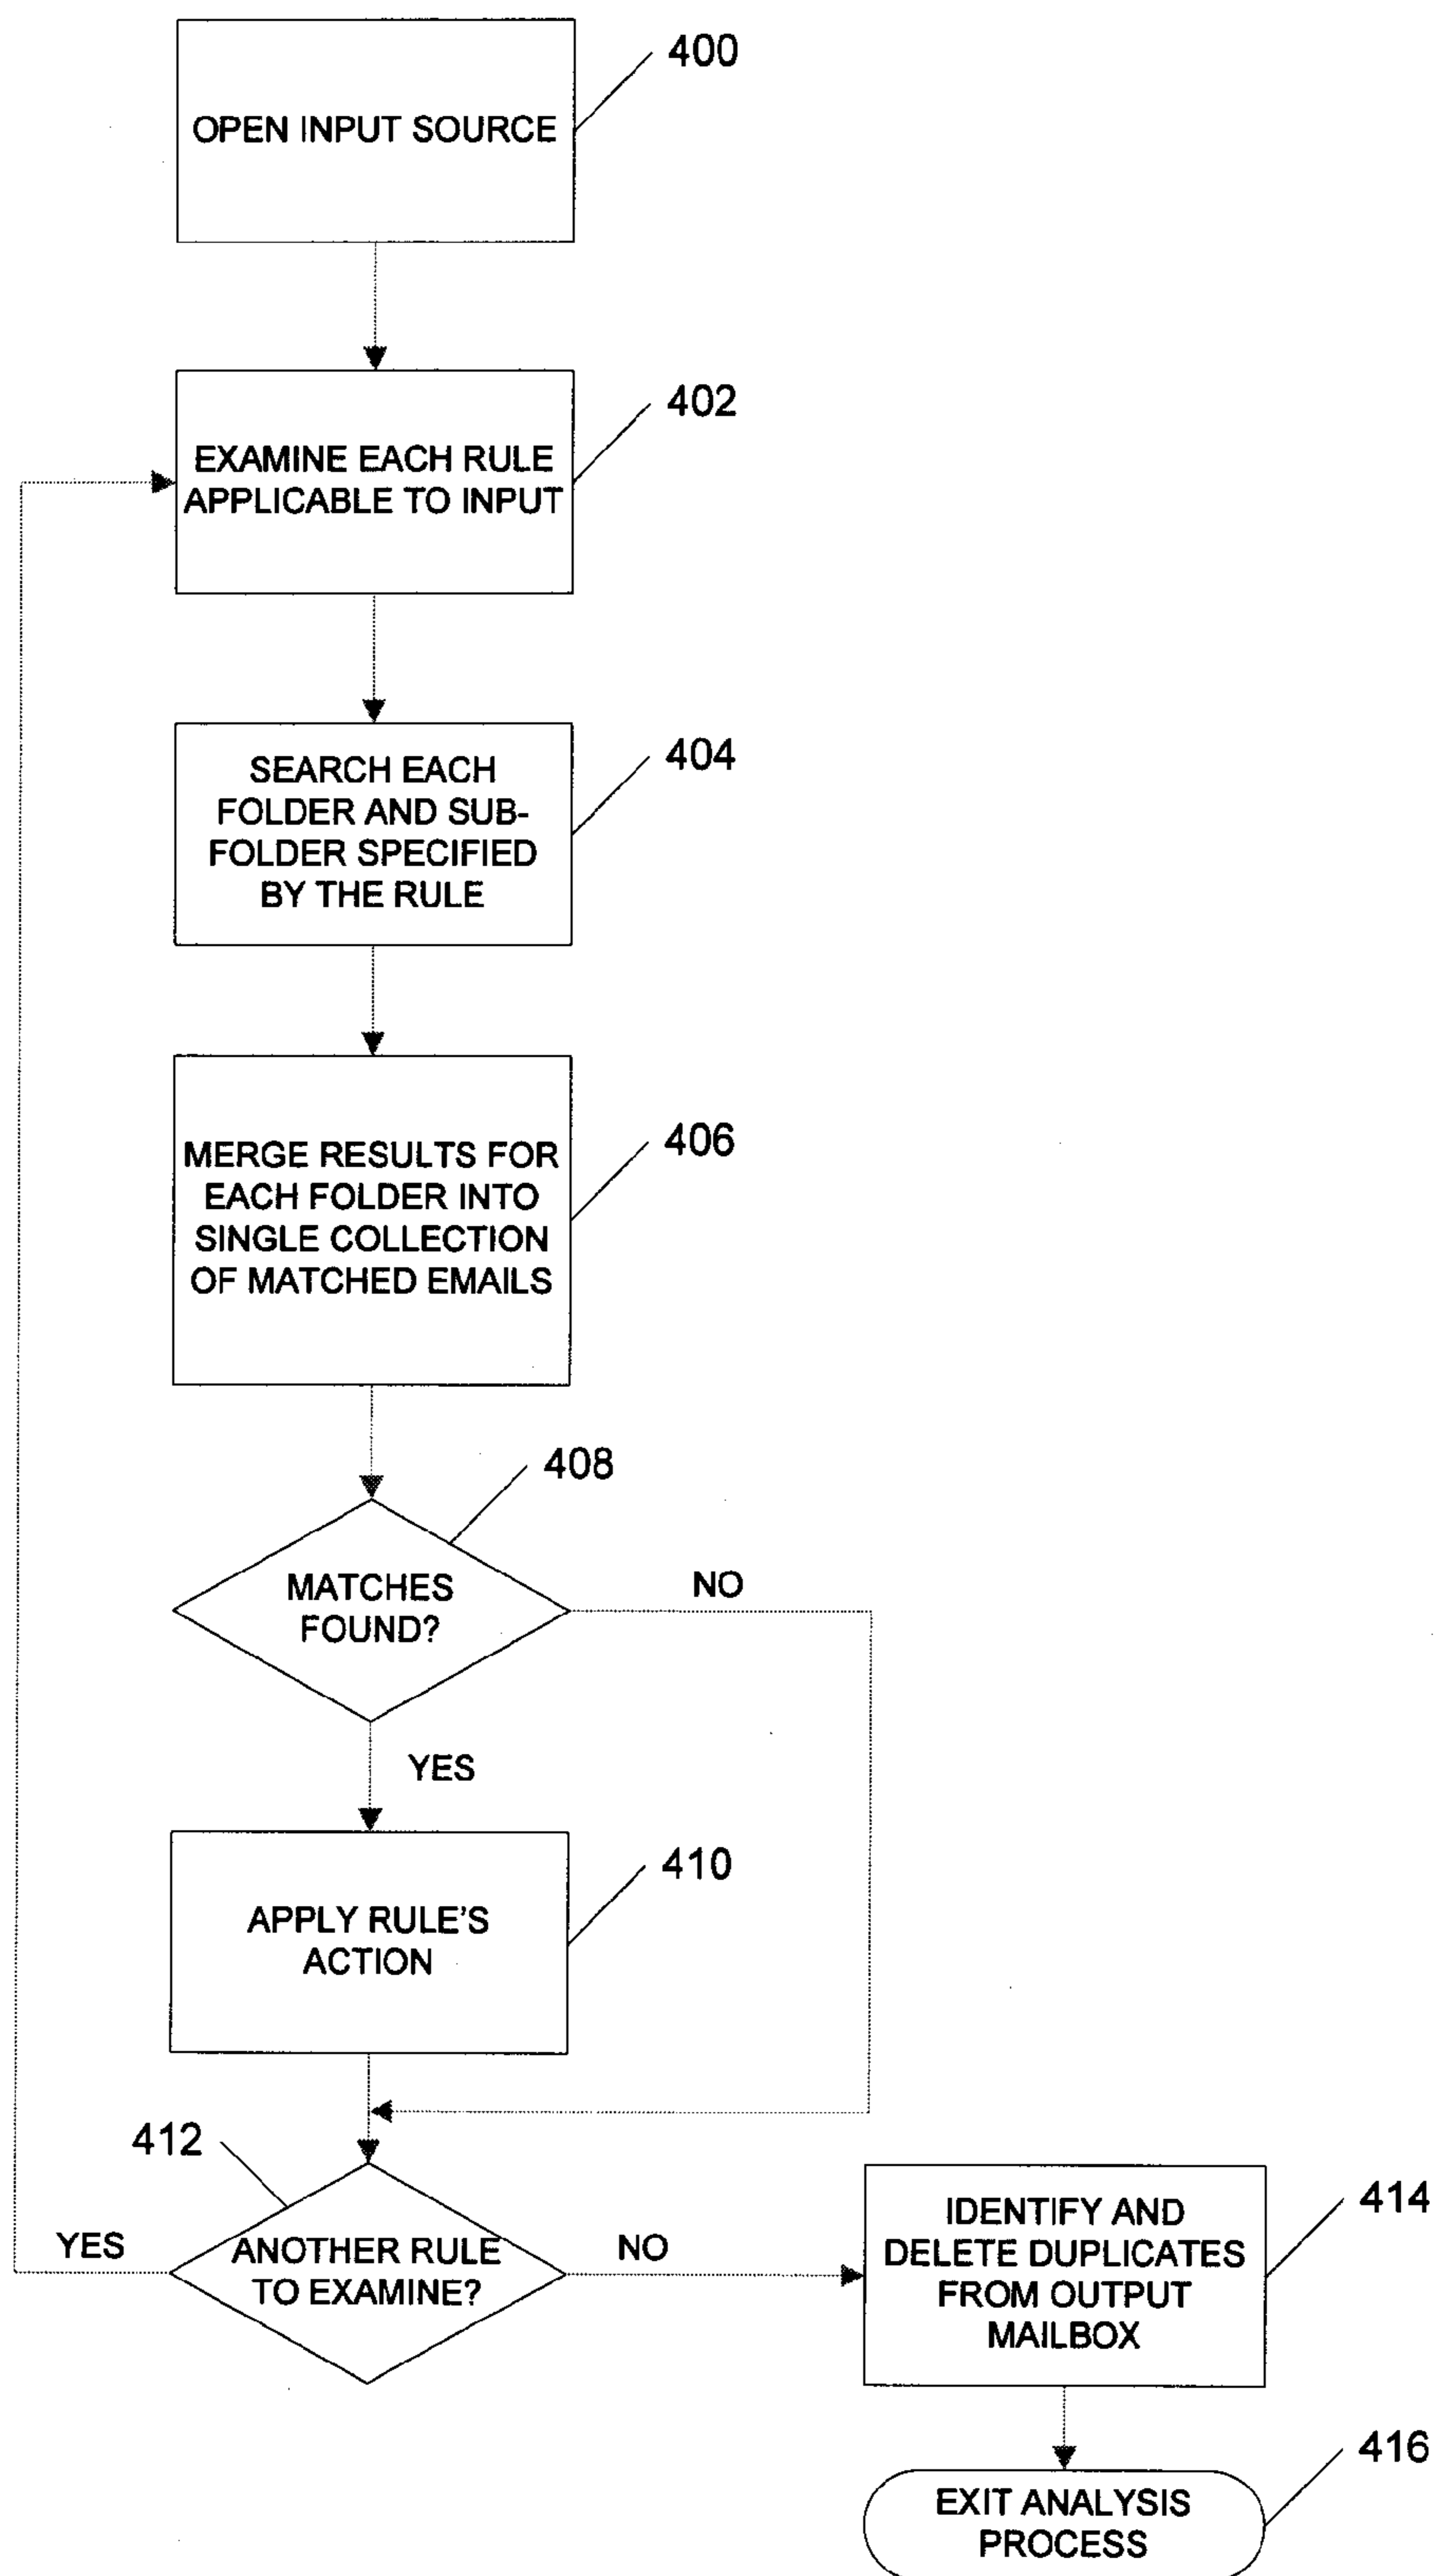 400
OPEN INPUT SOURCE
402
EXAMINE EACH RULE
APPLICABLE TO INPUT
404
SEARCH EACH
FOLDER AND SUB-
FOLDER SPECIFIED
BY THE RULE
406
MERGE RESULTS FOR
EACH FOLDER INTO
SINGLE COLLECTION
OF MATCHED EMAILS
408
MATCHES
FOUND?
NO
YES
410
APPLY RULE'S
ACTION
412
YES
ANOTHER RULE
TO EXAMINE?
NO
414
IDENTIFY AND
DELETE DUPLICATES
FROM OUTPUT
MAILBOX
416
EXIT ANALYSIS
PROCESS